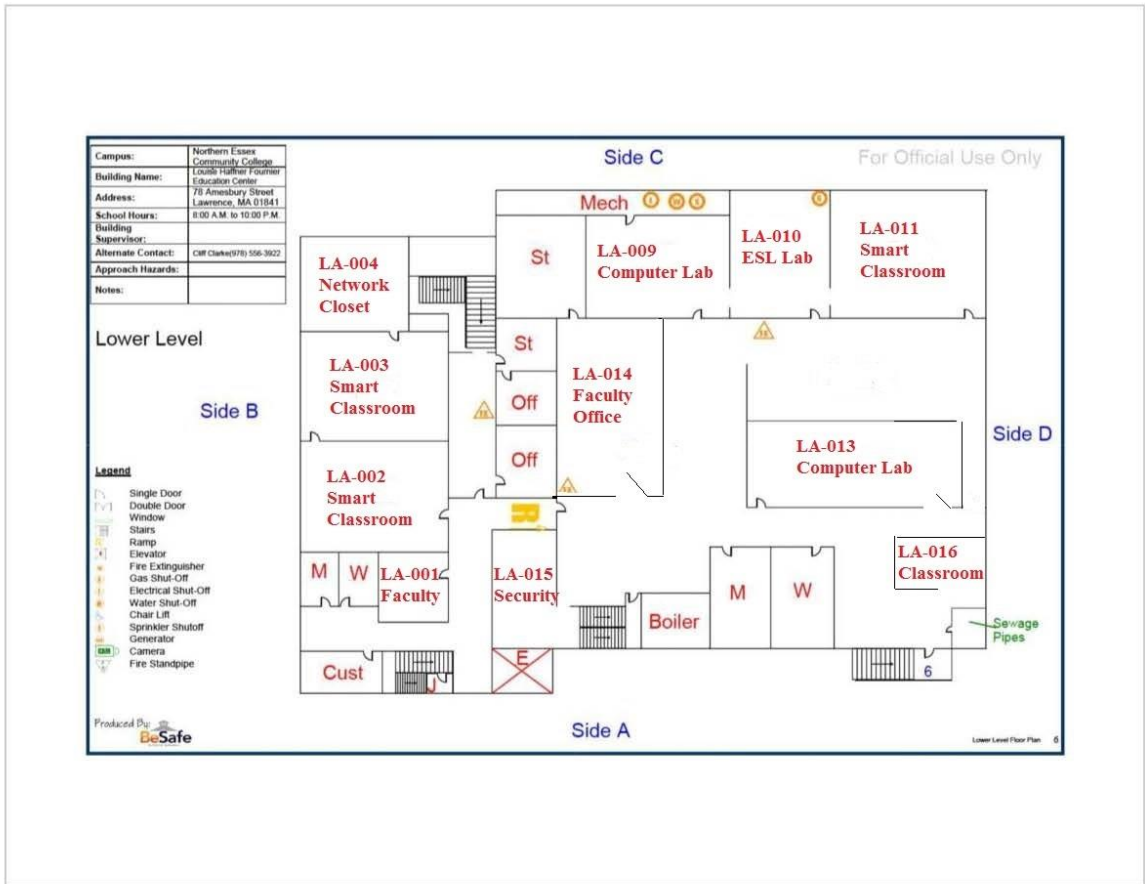 Campus: Northern Essex
Community College
Building Name: Louise Haffner Fournier
Education Center
Address: 78 Amesbury Street
Lawrence, MA 01841
School Hours: 8:00 A.M. to 10:00 P.M.
Building
Supervisor:
Alternate Contact: Cliff Clarke(978) 556-3922
Approach Hazards:
Notes:
Side C
For Official Use Only
Lower Level
Side B
Mech
St
LA-009
Computer Lab
LA-010
ESL Lab
LA-011
Smart
Classroom
LA-004
Network
Closet
St
LA-003
Smart
Classroom
Off
LA-014
Faculty
Office
Side D
Off
LA-013
Computer Lab
LA-002
Smart
Classroom
R
M
W
LA-001
Faculty
LA-015
Security
LA-016
Classroom
M
W
Boiler
Sewage
Pipes
Cust
J
E
6
Side A
Legend
Single Door
Double Door
Window
Stairs
Ramp
Elevator
Fire Extinguisher
Gas Shut-Off
Electrical Shut-Off
Water Shut-Off
Chair Lift
Sprinkler Shutoff
Generator
CAM Camera
Fire Standpipe
Produced By:
BeSafe
Lower Level Floor Plan 6